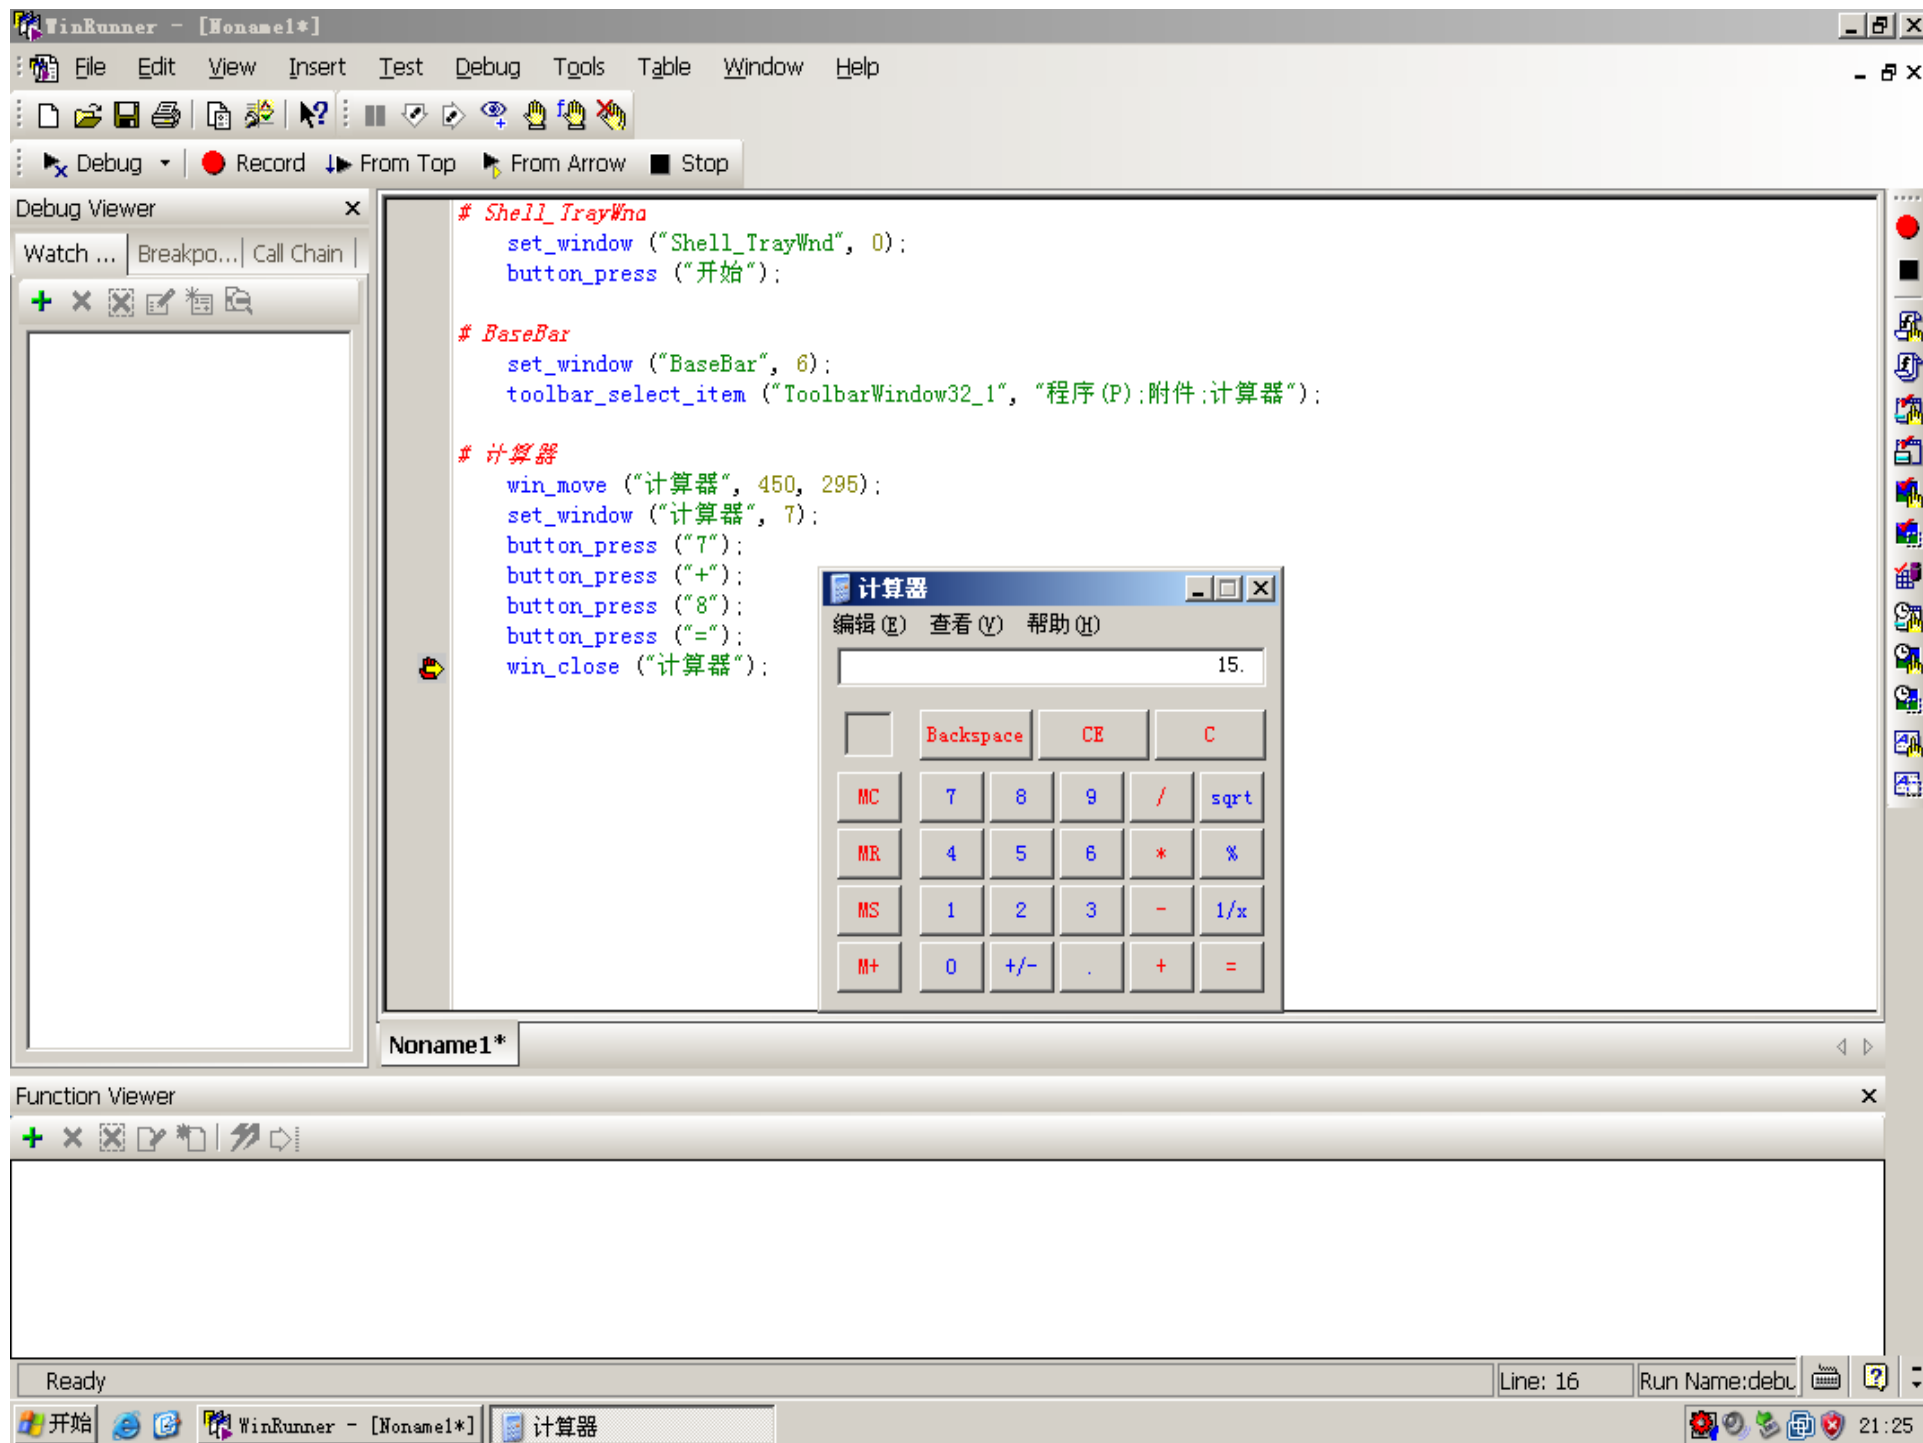 WinRunner - [Noname1*]
File Edit View Insert Test Debug Tools Table Window Help
Debug Record From Top From Arrow Stop
Debug Viewer
Watch ... Breakpo... Call Chain
# Shell_TrayWnd
set_window ("Shell_TrayWnd", 0);
button_press ("开始");
# BaseBar
set_window ("BaseBar", 6);
toolbar_select_item ("ToolbarWindow32_1", "程序(P);附件;计算器");
# 计算器
win_move ("计算器", 450, 295);
set_window ("计算器", 7);
button_press ("7");
button_press ("+");
button_press ("8");
button_press ("=");
win_close ("计算器");
计算器
编辑(E) 查看(V) 帮助(H)
15.
Backspace CE C
MC 7 8 9 / sqrt
MR 4 5 6 * %
MS 1 2 3 - 1/x
M+ 0 +/- . + =
Noname1*
Function Viewer
Ready Line: 16 Run Name:debu
开始 WinRunner - [Noname1*] 计算器 21:25